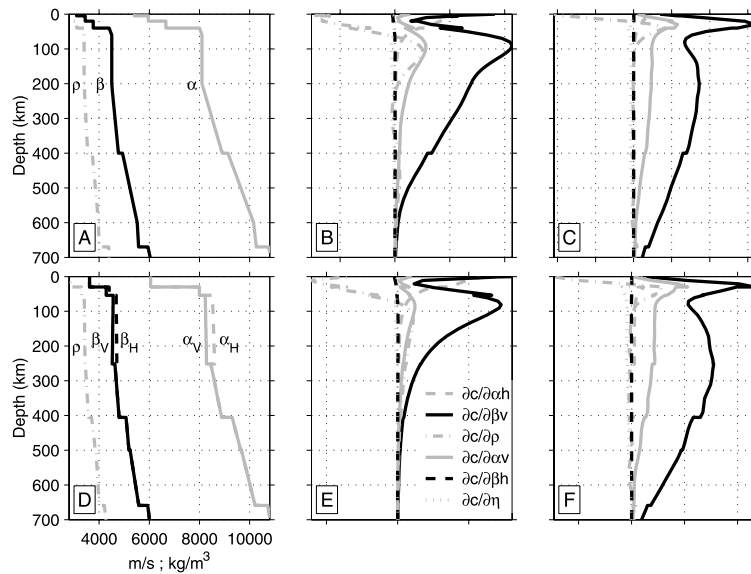 0
100
200
300
400
500
600
700
Depth (km)
ρ
β
α
A
B
C
0
100
200
300
400
500
600
700
Depth (km)
ρ
βV
βH
αV
αH
D
4000 6000 8000 10000
m/s ; kg/m³
∂c/∂αh
∂c/∂βv
∂c/∂ρ
∂c/∂αv
∂c/∂βh
∂c/∂η
E
F